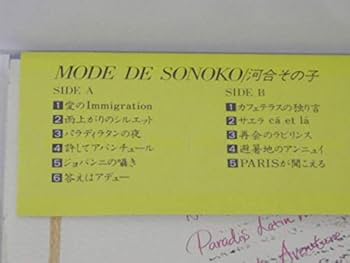 MODE DE SONOKO/河合その子
SIDE A
1 愛のImmigration
2 雨上がりのシルエット
3 パラディラタンの夜
4 許してアバンチュール
5 ジョバンニの囁き
6 答えはアデュー
SIDE B
1 カフェテラスの独り言
2 サエラ çà et là
3 再会のラビリンス
4 避暑地のアンニュイ
5 PARISが聞こえる
Paradis Latin
Aventure